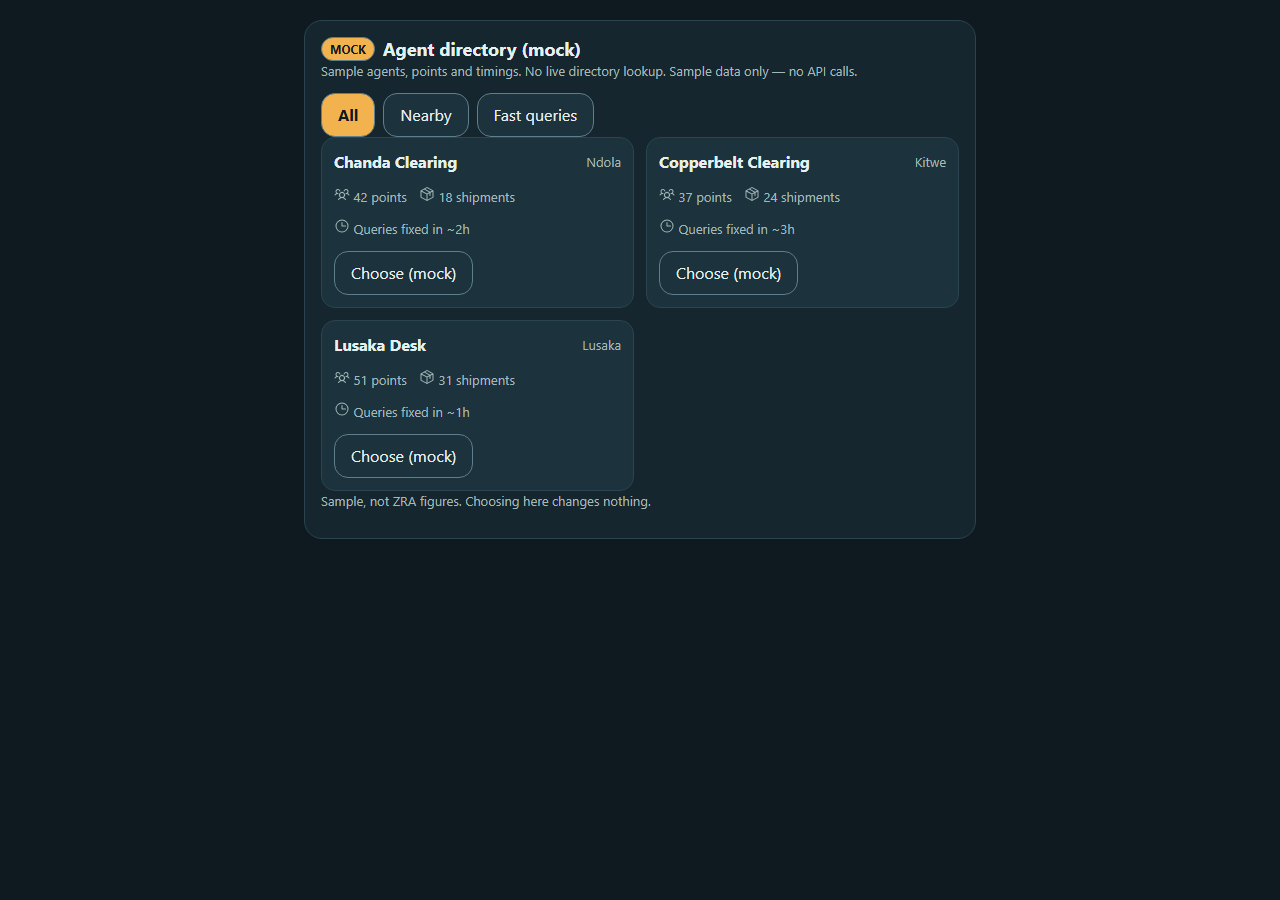 MOCK Agent directory (mock)
Sample agents, points and timings. No live directory lookup. Sample data only — no API calls.
All Nearby Fast queries
Chanda Clearing Ndola
42 points 18 shipments
Queries fixed in ~2h
Choose (mock)
Copperbelt Clearing Kitwe
37 points 24 shipments
Queries fixed in ~3h
Choose (mock)
Lusaka Desk Lusaka
51 points 31 shipments
Queries fixed in ~1h
Choose (mock)
Sample, not ZRA figures. Choosing here changes nothing.